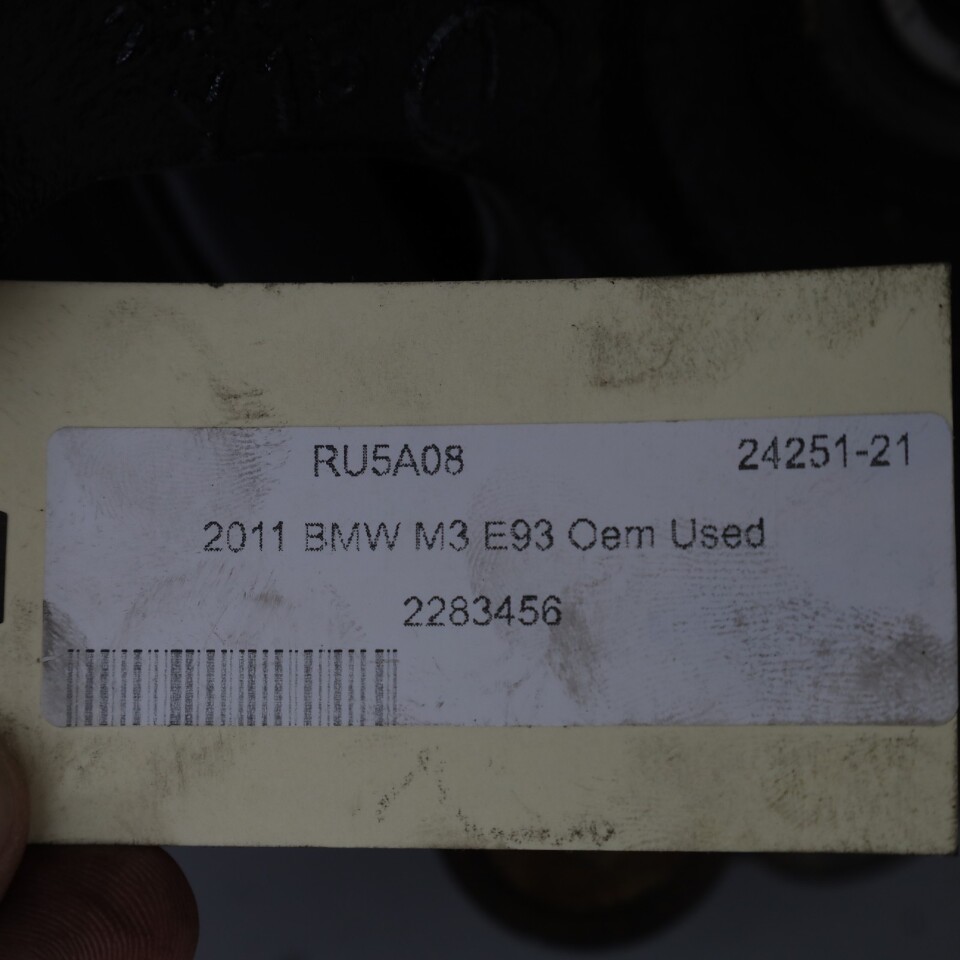 RU5A08 24251-21
2011 BMW M3 E93 Oem Used
2283456